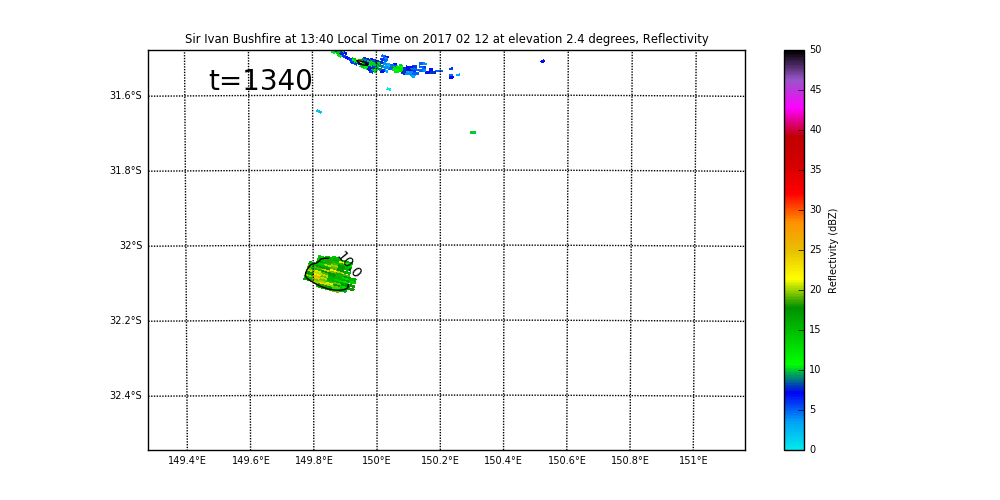 Sir Ivan Bushfire at 13:40 Local Time on 2017 02 12 at elevation 2.4 degrees, Reflectivity
t=1340
31.6°S
31.8°S
32°S
32.2°S
32.4°S
10.0
149.4°E 149.6°E 149.8°E 150°E 150.2°E 150.4°E 150.6°E 150.8°E 151°E
50
45
40
35
30
25
20
15
10
5
0
Reflectivity (dBZ)